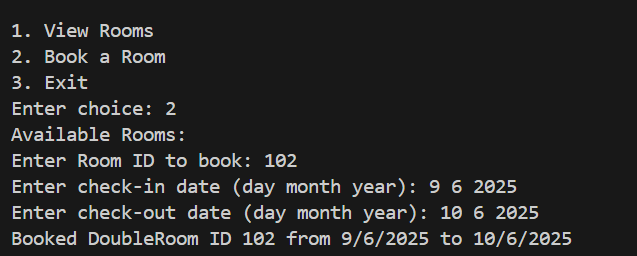 1. View Rooms
2. Book a Room
3. Exit
Enter choice: 2
Available Rooms:
Enter Room ID to book: 102
Enter check-in date (day month year): 9 6 2025
Enter check-out date (day month year): 10 6 2025
Booked DoubleRoom ID 102 from 9/6/2025 to 10/6/2025